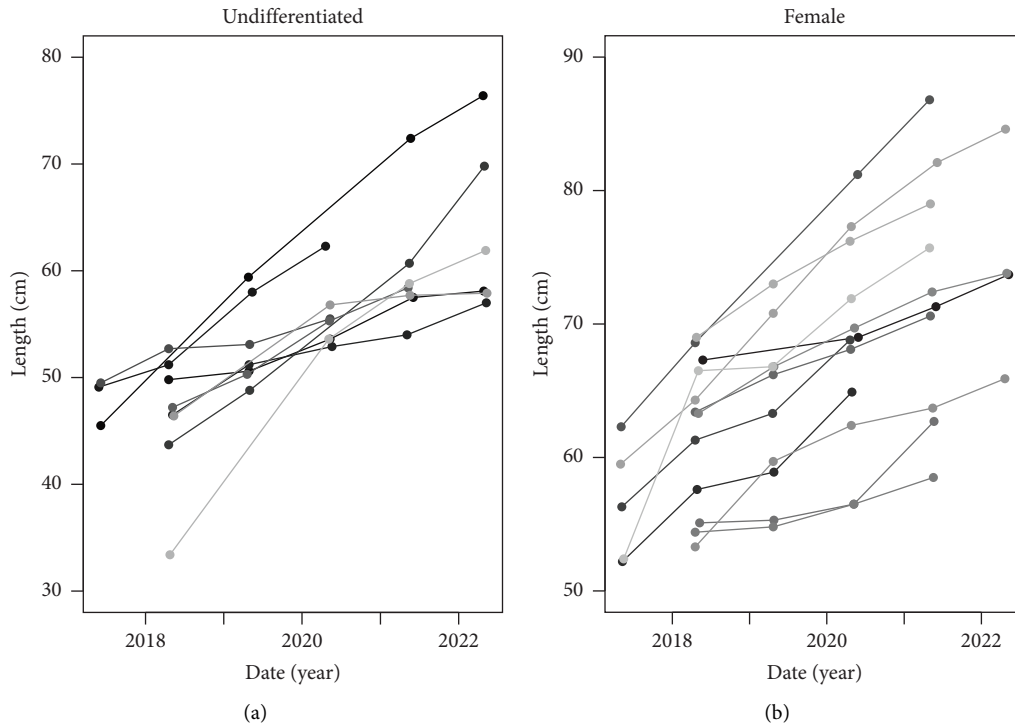 Undifferentiated
80
70
60
50
40
30
Length (cm)
2018
2020
2022
Date (year)
(a)
Female
90
80
70
60
50
Length (cm)
2018
2020
2022
Date (year)
(b)